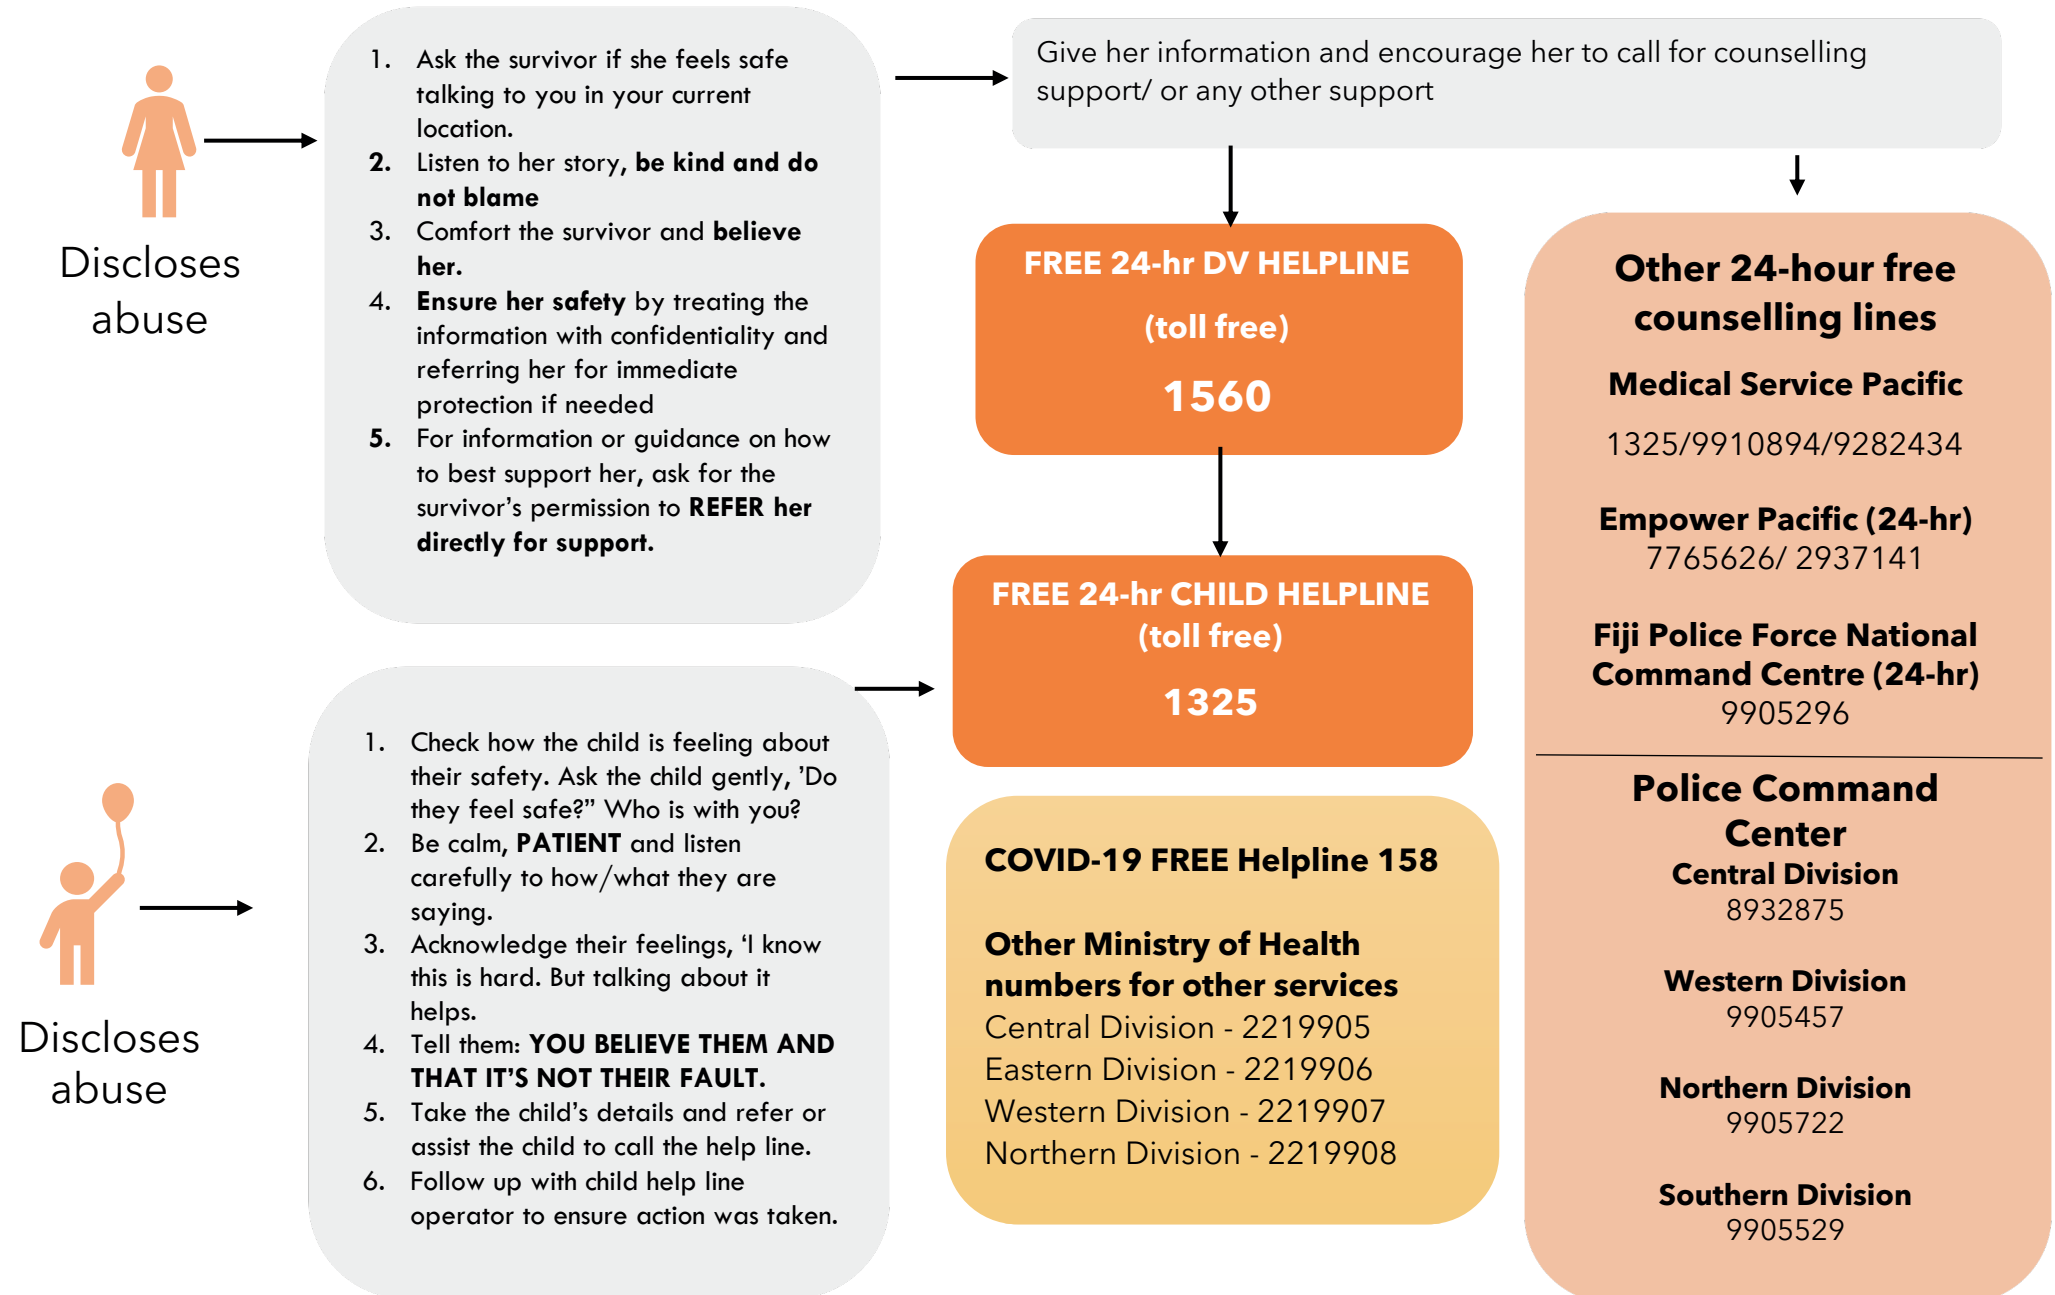 Discloses
abuse
1. Ask the survivor if she feels safe
talking to you in your current
location.
2. Listen to her story, be kind and do
not blame
3. Comfort the survivor and believe
her.
4. Ensure her safety by treating the
information with confidentiality and
referring her for immediate
protection if needed
5. For information or guidance on how
to best support her, ask for the
survivor's permission to REFER her
directly for support.
Give her information and encourage her to call for counselling
support/ or any other support
FREE 24-hr DV HELPLINE
(toll free)
1560
FREE 24-hr CHILD HELPLINE
(toll free)
1325
Discloses
abuse
1. Check how the child is feeling about
their safety. Ask the child gently, ’Do
they feel safe?” Who is with you?
2. Be calm, PATIENT and listen
carefully to how/what they are
saying.
3. Acknowledge their feelings, ‘I know
this is hard. But talking about it
helps.
4. Tell them: YOU BELIEVE THEM AND
THAT IT’S NOT THEIR FAULT.
5. Take the child’s details and refer or
assist the child to call the help line.
6. Follow up with child help line
operator to ensure action was taken.
COVID-19 FREE Helpline 158
Other Ministry of Health
numbers for other services
Central Division - 2219905
Eastern Division - 2219906
Western Division - 2219907
Northern Division - 2219908
Other 24-hour free
counselling lines
Medical Service Pacific
1325/9910894/9282434
Empower Pacific (24-hr)
7765626/ 2937141
Fiji Police Force National
Command Centre (24-hr)
9905296
Police Command
Center
Central Division
8932875
Western Division
9905457
Northern Division
9905722
Southern Division
9905529